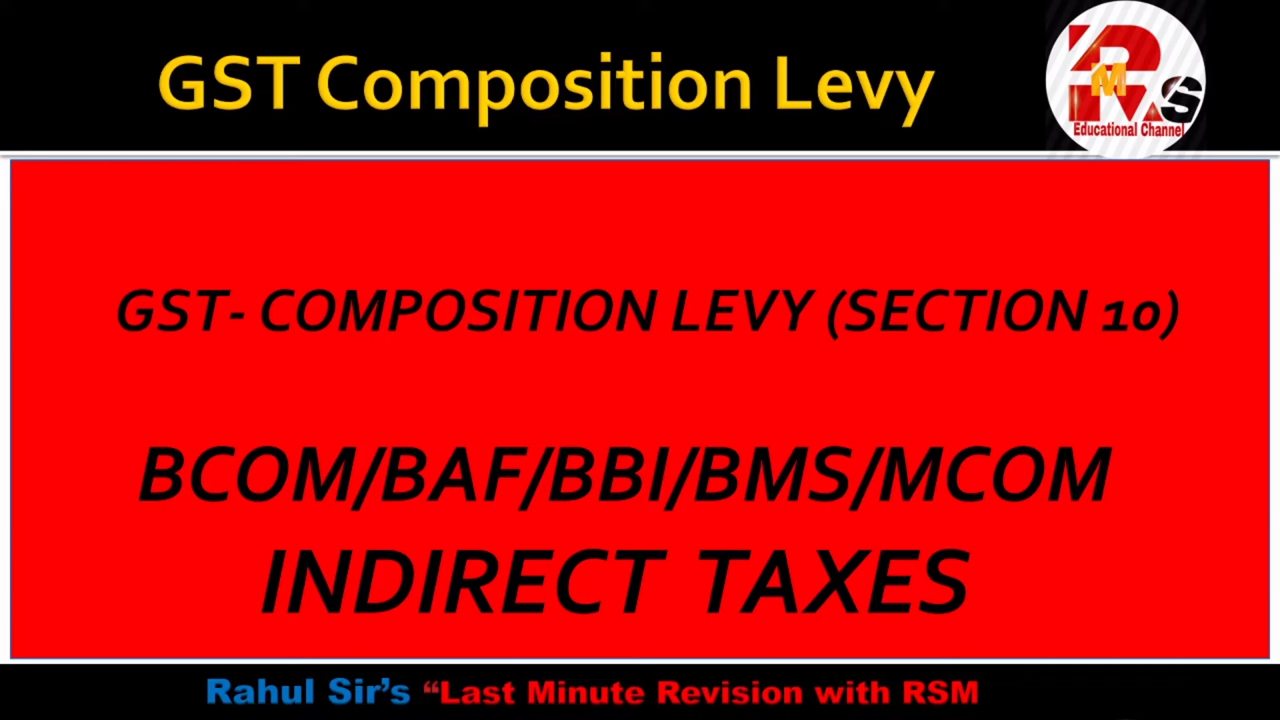 GST Composition Levy
R M S
Educational Channel
GST- COMPOSITION LEVY (SECTION 10)
BCOM/BAF/BBI/BMS/MCOM
INDIRECT TAXES
Rahul Sir's “Last Minute Revision with RSM